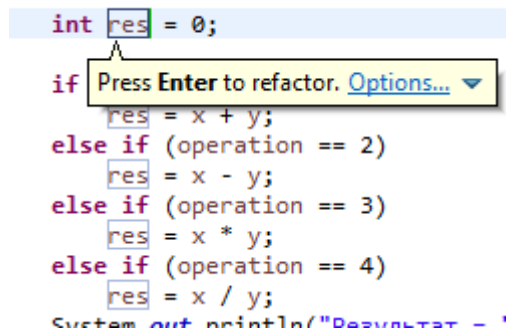 int res = 0;
if Press Enter to refactor. Options...
res = x + y;
else if (operation == 2)
res = x - y;
else if (operation == 3)
res = x * y;
else if (operation == 4)
res = x / y;
System.out.println("Результат = "